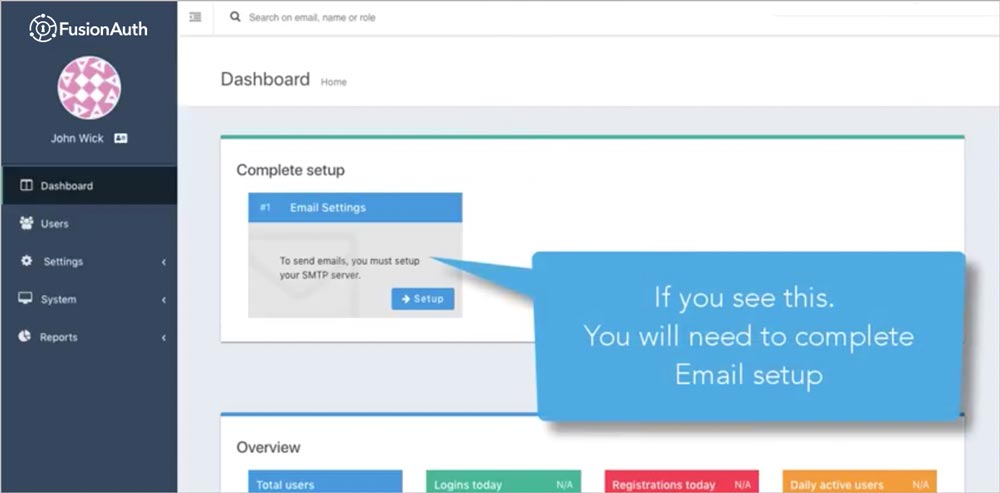 FusionAuth
Search on email, name or role
Dashboard Home
John Wick
Dashboard
Users
Settings
System
Reports
Complete setup
#1 Email Settings
To send emails, you must setup
your SMTP server.
Setup
If you see this.
You will need to complete
Email setup
Overview
Total users
Logins today N/A
Registrations today N/A
Daily active users N/A